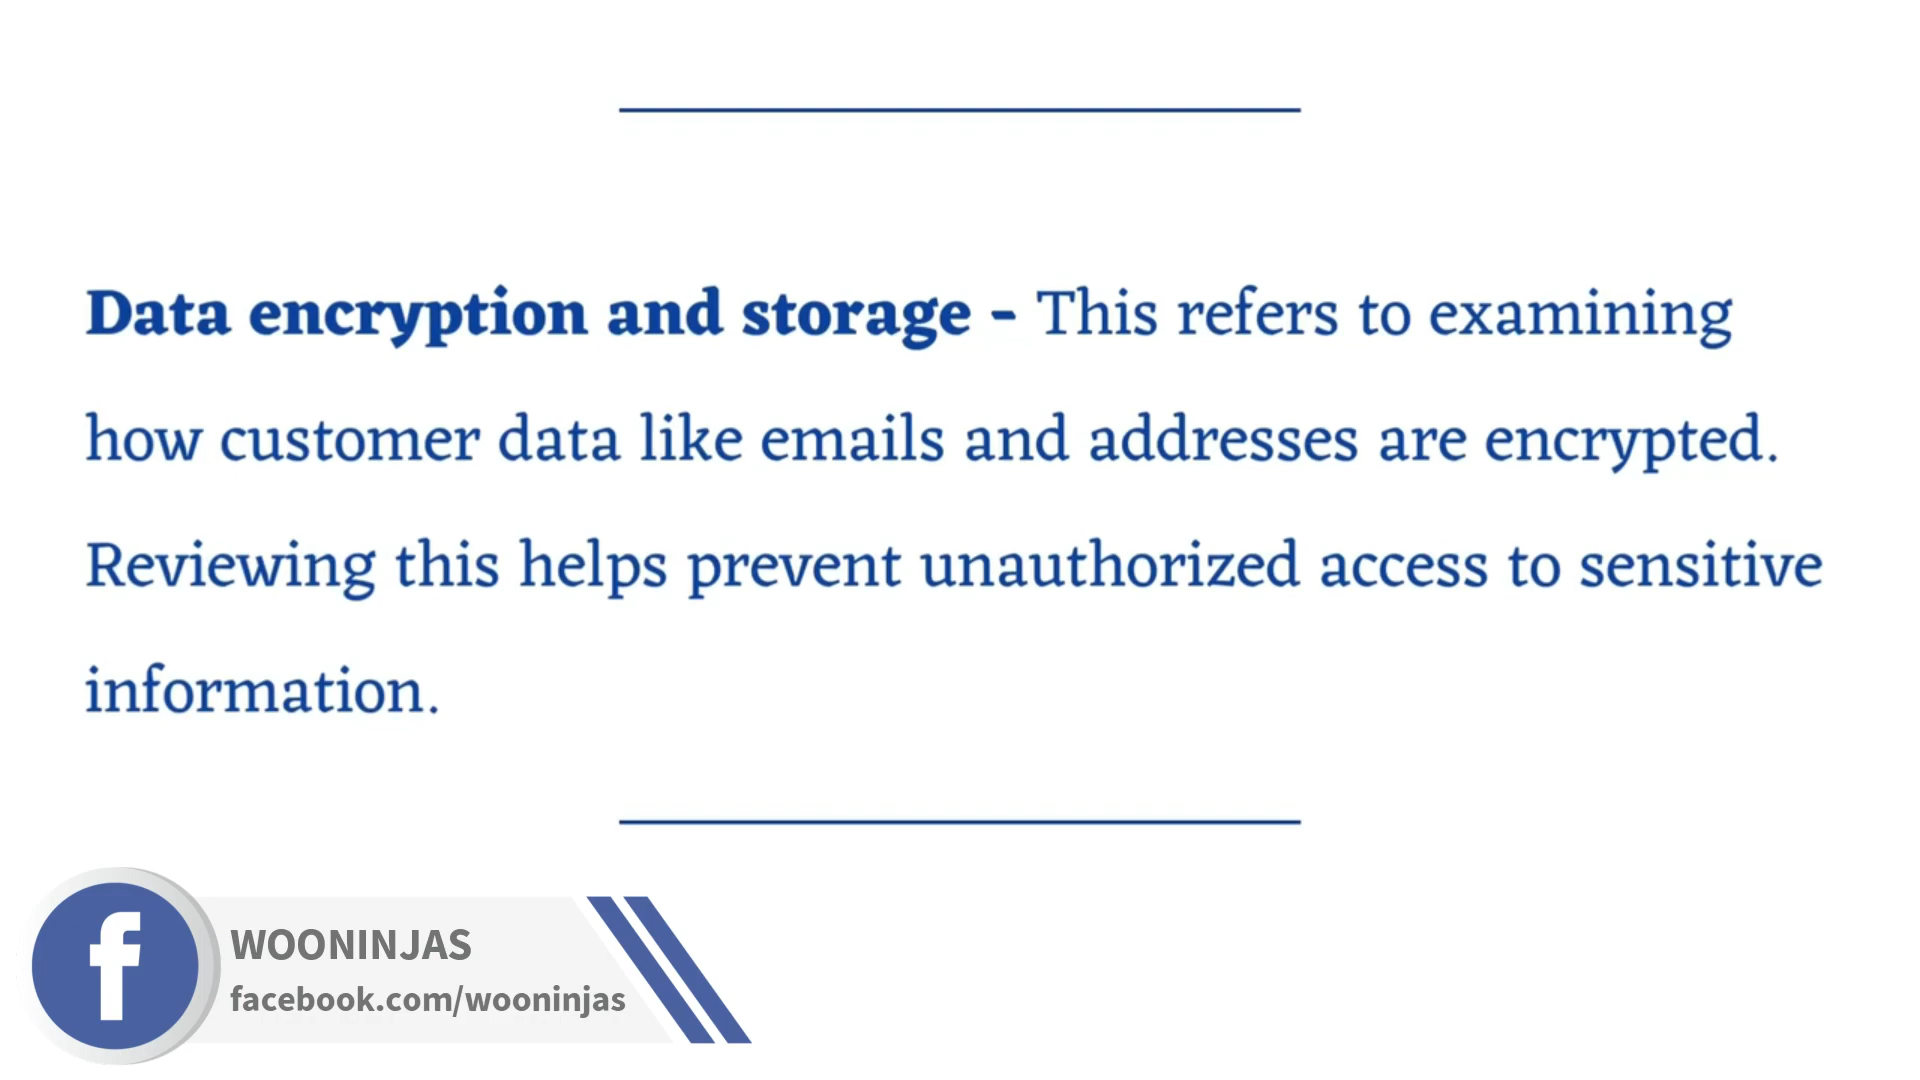 Data encryption and storage - This refers to examining
how customer data like emails and addresses are encrypted.
Reviewing this helps prevent unauthorized access to sensitive
information.
f
WOONINJAS
facebook.com/wooninjas